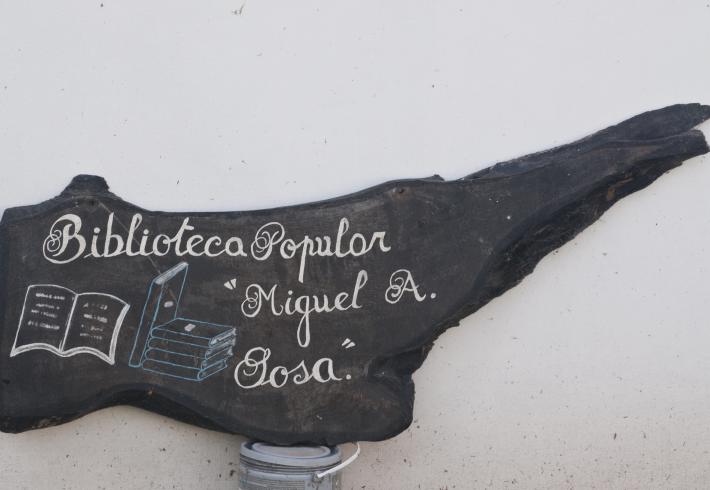 Biblioteca Popular
"Miguel A.
Sosa."